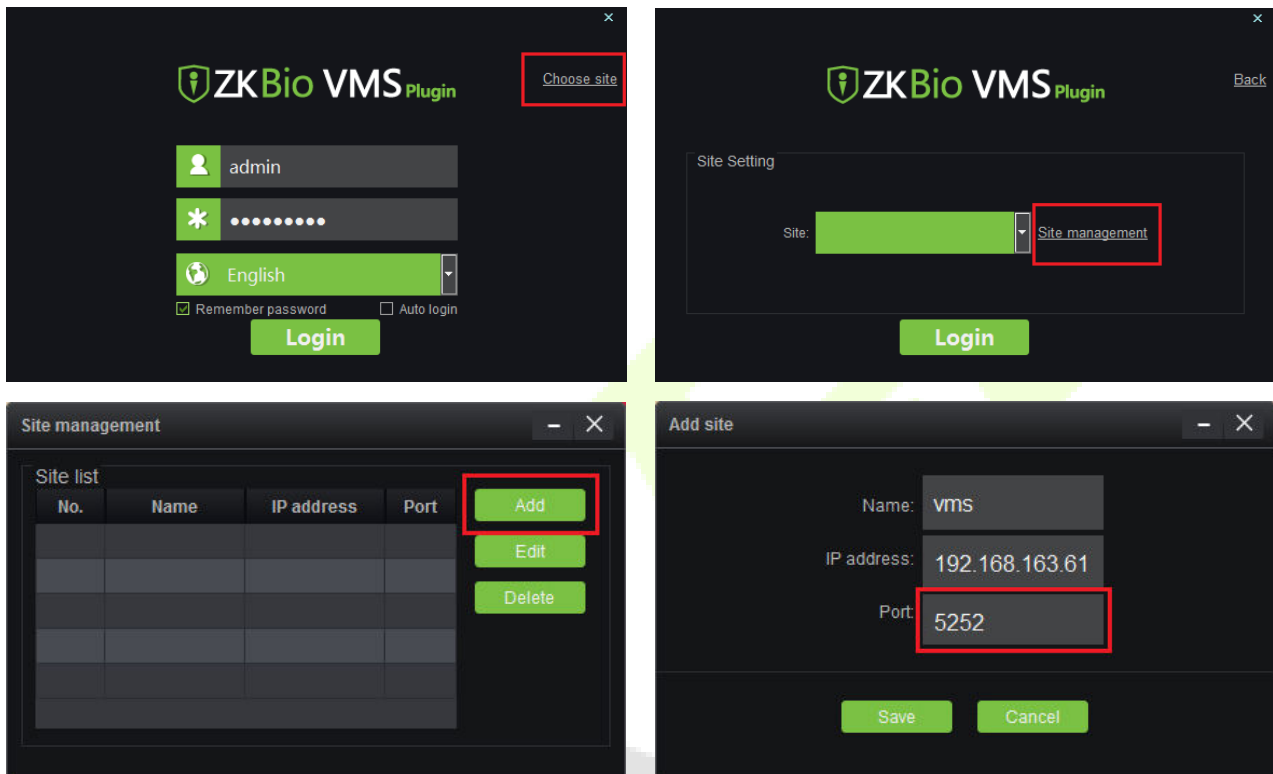 ×
ZKBio VMS Plugin
Choose site
admin
English
Remember password Auto login
Login
×
ZKBio VMS Plugin
Back
Site Setting
Site: Site management
Login
Site management
Site list
No. Name IP address Port
Add
Edit
Delete
Add site
Name: vms
IP address: 192.168.163.61
Port: 5252
Save Cancel